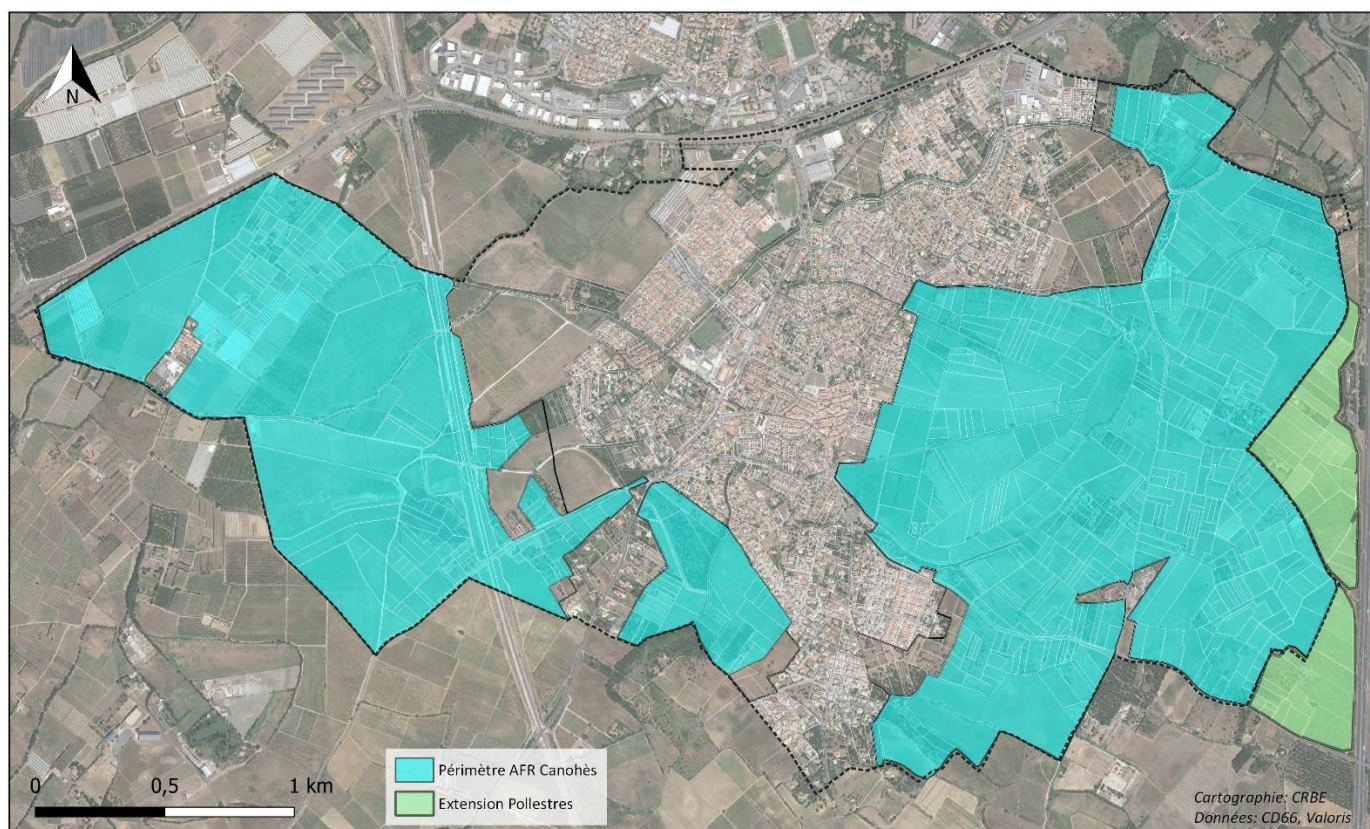 N
0 0,5 1 km
Périmètre AFR Canohès
Extension Pollestres
Cartographie: CRBE
Données: CD66, Valoris